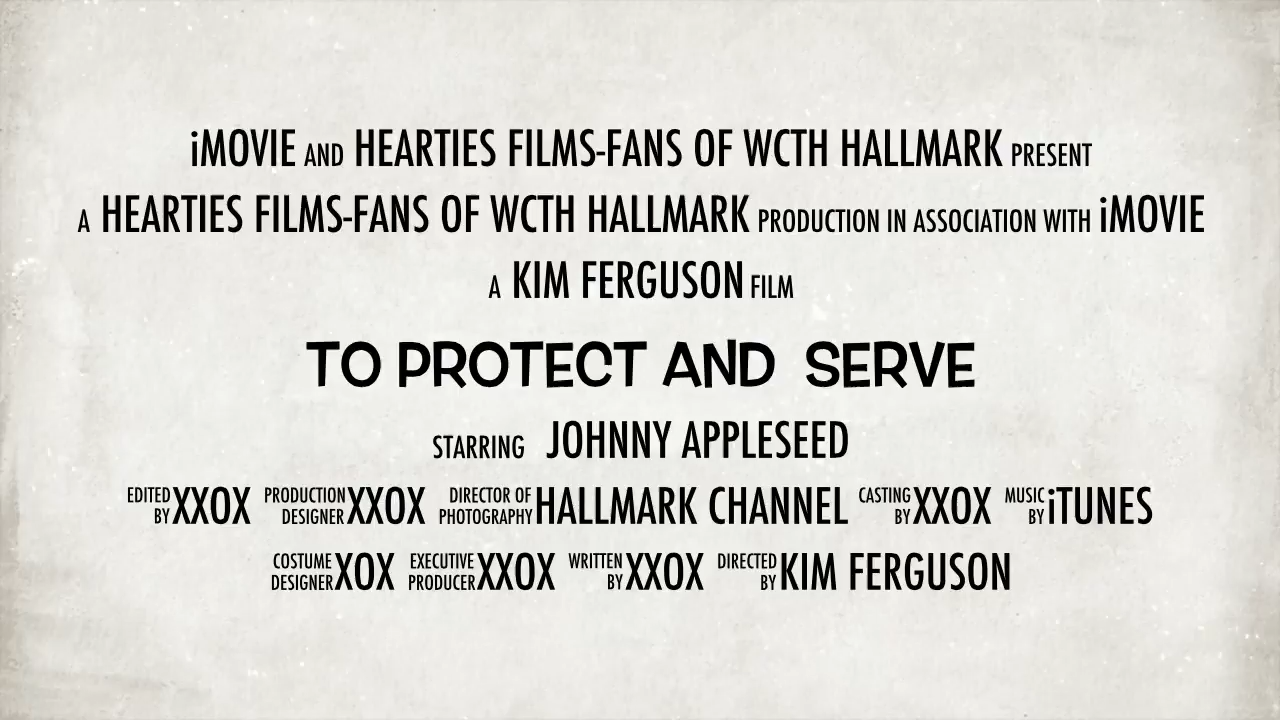 iMOVIE AND HEARTIES FILMS-FANS OF WCTH HALLMARK PRESENT
A HEARTIES FILMS-FANS OF WCTH HALLMARK PRODUCTION IN ASSOCIATION WITH iMOVIE
A KIM FERGUSON FILM
TO PROTECT AND SERVE
STARRING JOHNNY APPLESEED
EDITED BY XXOX PRODUCTION DESIGNER XXOX DIRECTOR OF PHOTOGRAPHY HALLMARK CHANNEL CASTING BY XXOX MUSIC BY iTUNES
COSTUME DESIGNER XOX EXECUTIVE PRODUCER XXOX WRITTEN BY XXOX DIRECTED BY KIM FERGUSON